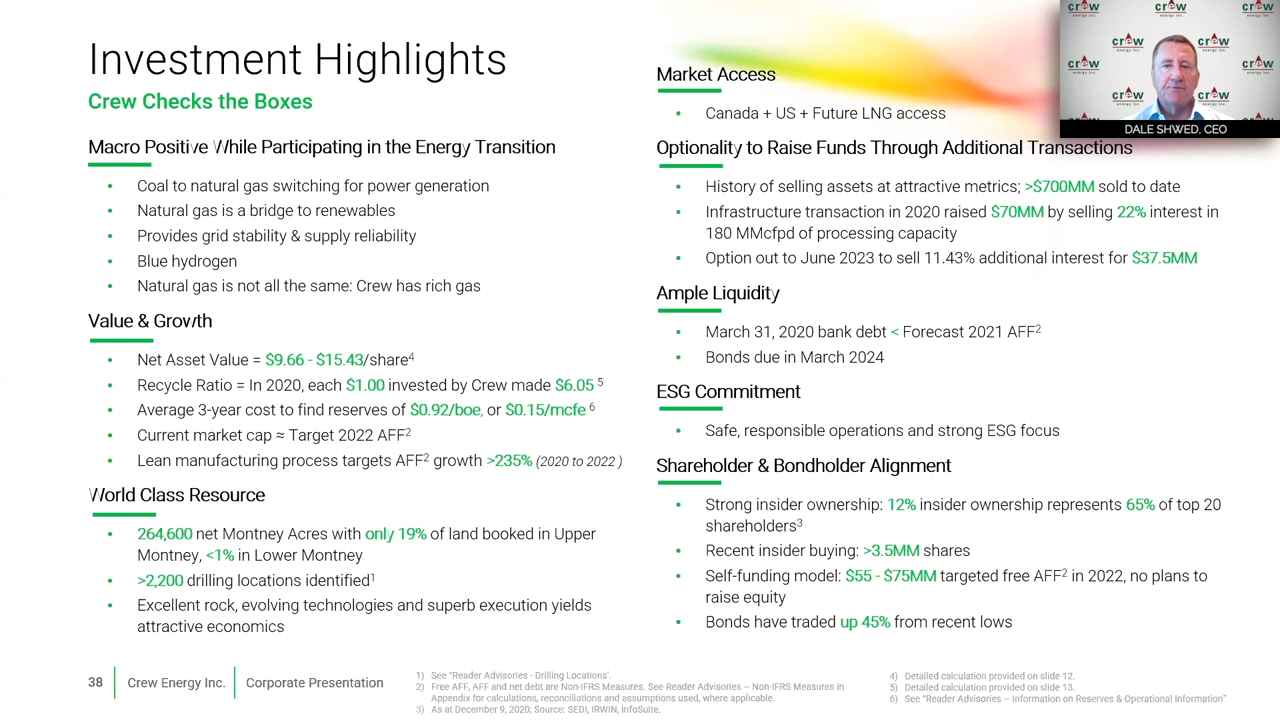 Investment Highlights
Crew Checks the Boxes
Macro Positive While Participating in the Energy Transition
• Coal to natural gas switching for power generation
• Natural gas is a bridge to renewables
• Provides grid stability & supply reliability
• Blue hydrogen
• Natural gas is not all the same: Crew has rich gas
Value & Growth
• Net Asset Value = $9.66 - $15.43/share⁴
• Recycle Ratio = In 2020, each $1.00 invested by Crew made $6.05 ⁵
• Average 3-year cost to find reserves of $0.92/boe, or $0.15/mcfe ⁶
• Current market cap ≈ Target 2022 AFF²
• Lean manufacturing process targets AFF² growth >235% (2020 to 2022 )
World Class Resource
• 264,600 net Montney Acres with only 19% of land booked in Upper
Montney, <1% in Lower Montney
• >2,200 drilling locations identified¹
• Excellent rock, evolving technologies and superb execution yields
attractive economics
Market Access
• Canada + US + Future LNG access
Optionality to Raise Funds Through Additional Transactions
• History of selling assets at attractive metrics; >$700MM sold to date
• Infrastructure transaction in 2020 raised $70MM by selling 22% interest in
180 MMcfpd of processing capacity
• Option out to June 2023 to sell 11.43% additional interest for $37.5MM
Ample Liquidity
• March 31, 2020 bank debt < Forecast 2021 AFF²
• Bonds due in March 2024
ESG Commitment
• Safe, responsible operations and strong ESG focus
Shareholder & Bondholder Alignment
• Strong insider ownership: 12% insider ownership represents 65% of top 20
shareholders³
• Recent insider buying: >3.5MM shares
• Self-funding model: $55 - $75MM targeted free AFF² in 2022, no plans to
raise equity
• Bonds have traded up 45% from recent lows
crew
energy inc.
crew
crew
crew
energy inc.
crew
energy inc.
crew
crew
DALE SHWED, CEO
38 | Crew Energy Inc. | Corporate Presentation
1) See "Reader Advisories - Drilling Locations'.
2) Free AFF, AFF and net debt are Non-IFRS Measures. See Reader Advisories – Non-IFRS Measures in
Appendix for calculations, reconciliations and assumptions used, where applicable.
3) As at December 9, 2020; Source: SEDI, IRWIN, InfoSuite.
4) Detailed calculation provided on slide 12.
5) Detailed calculation provided on slide 13.
6) See "Reader Advisories – Information on Reserves & Operational Information"